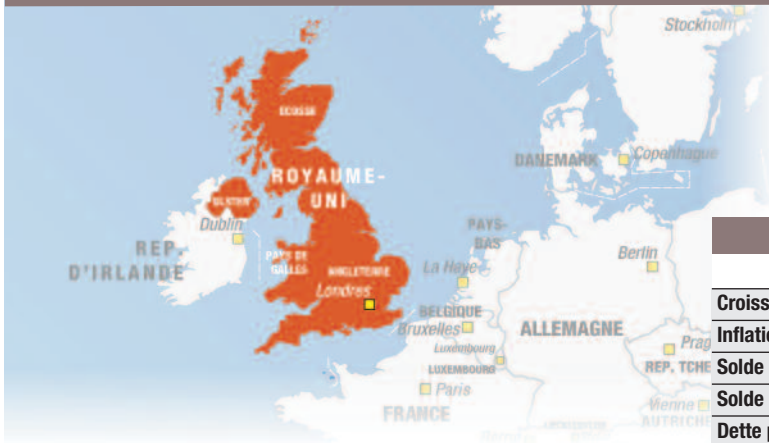 Stockholm
ECOSSE
DANEMARK
Copenhague
ROYAUME-
UNI
ULSTER
Dublin
REP.
D'IRLANDE
PAYS DE
GALLES
ANGLETERRE
Londres
PAYS-
BAS
La Haye
Berlin
BELGIQUE
Bruxelles
ALLEMAGNE
Luxembourg
LUXEMBOURG
Prag
REP. TCHE
Paris
FRANCE
Vienne
AUTRICH
Croiss
Inflatio
Solde
Solde
Dette p